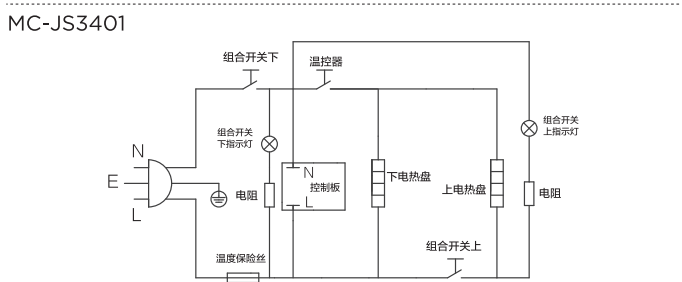 MC-JS3401
组合开关下
温控器
组合开关
下指示灯
组合开关
上指示灯
N
E
L
电阻
N
控制板
L
下电热盘
上电热盘
电阻
温度保险丝
组合开关上